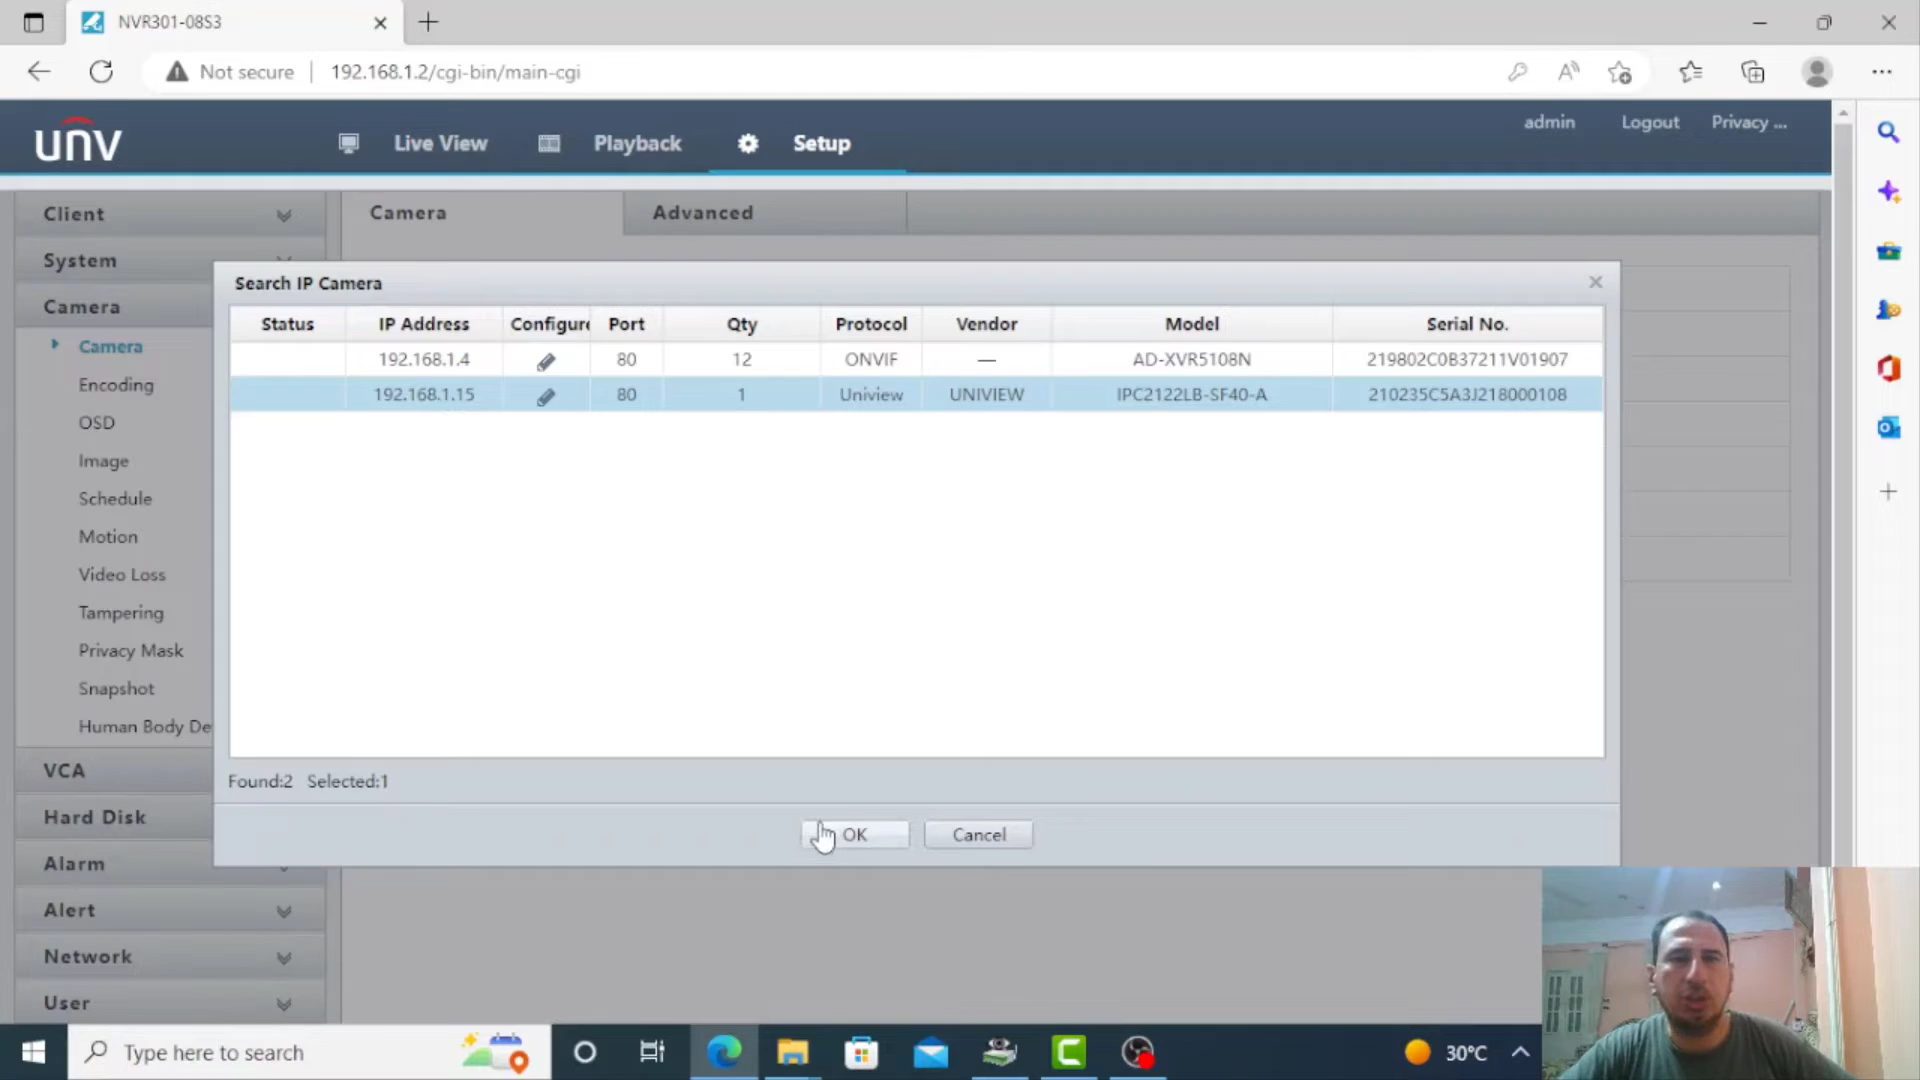 NVR301-08S3
Not secure 192.168.1.2/cgi-bin/main-cgi
unv Live View Playback Setup admin Logout Privacy ...
Client
System
Camera
Camera
Encoding
OSD
Image
Schedule
Motion
Video Loss
Tampering
Privacy Mask
Snapshot
Human Body De
VCA
Hard Disk
Alarm
Alert
Network
User
Camera Advanced
Search IP Camera
Status IP Address Configure Port Qty Protocol Vendor Model Serial No.
192.168.1.4 80 12 ONVIF — AD-XVR5108N 219802C0B37211V01907
192.168.1.15 80 1 Uniview UNIVIEW IPC2122LB-SF40-A 210235C5A3J218000108
Found:2 Selected:1
OK Cancel
Type here to search 30°C